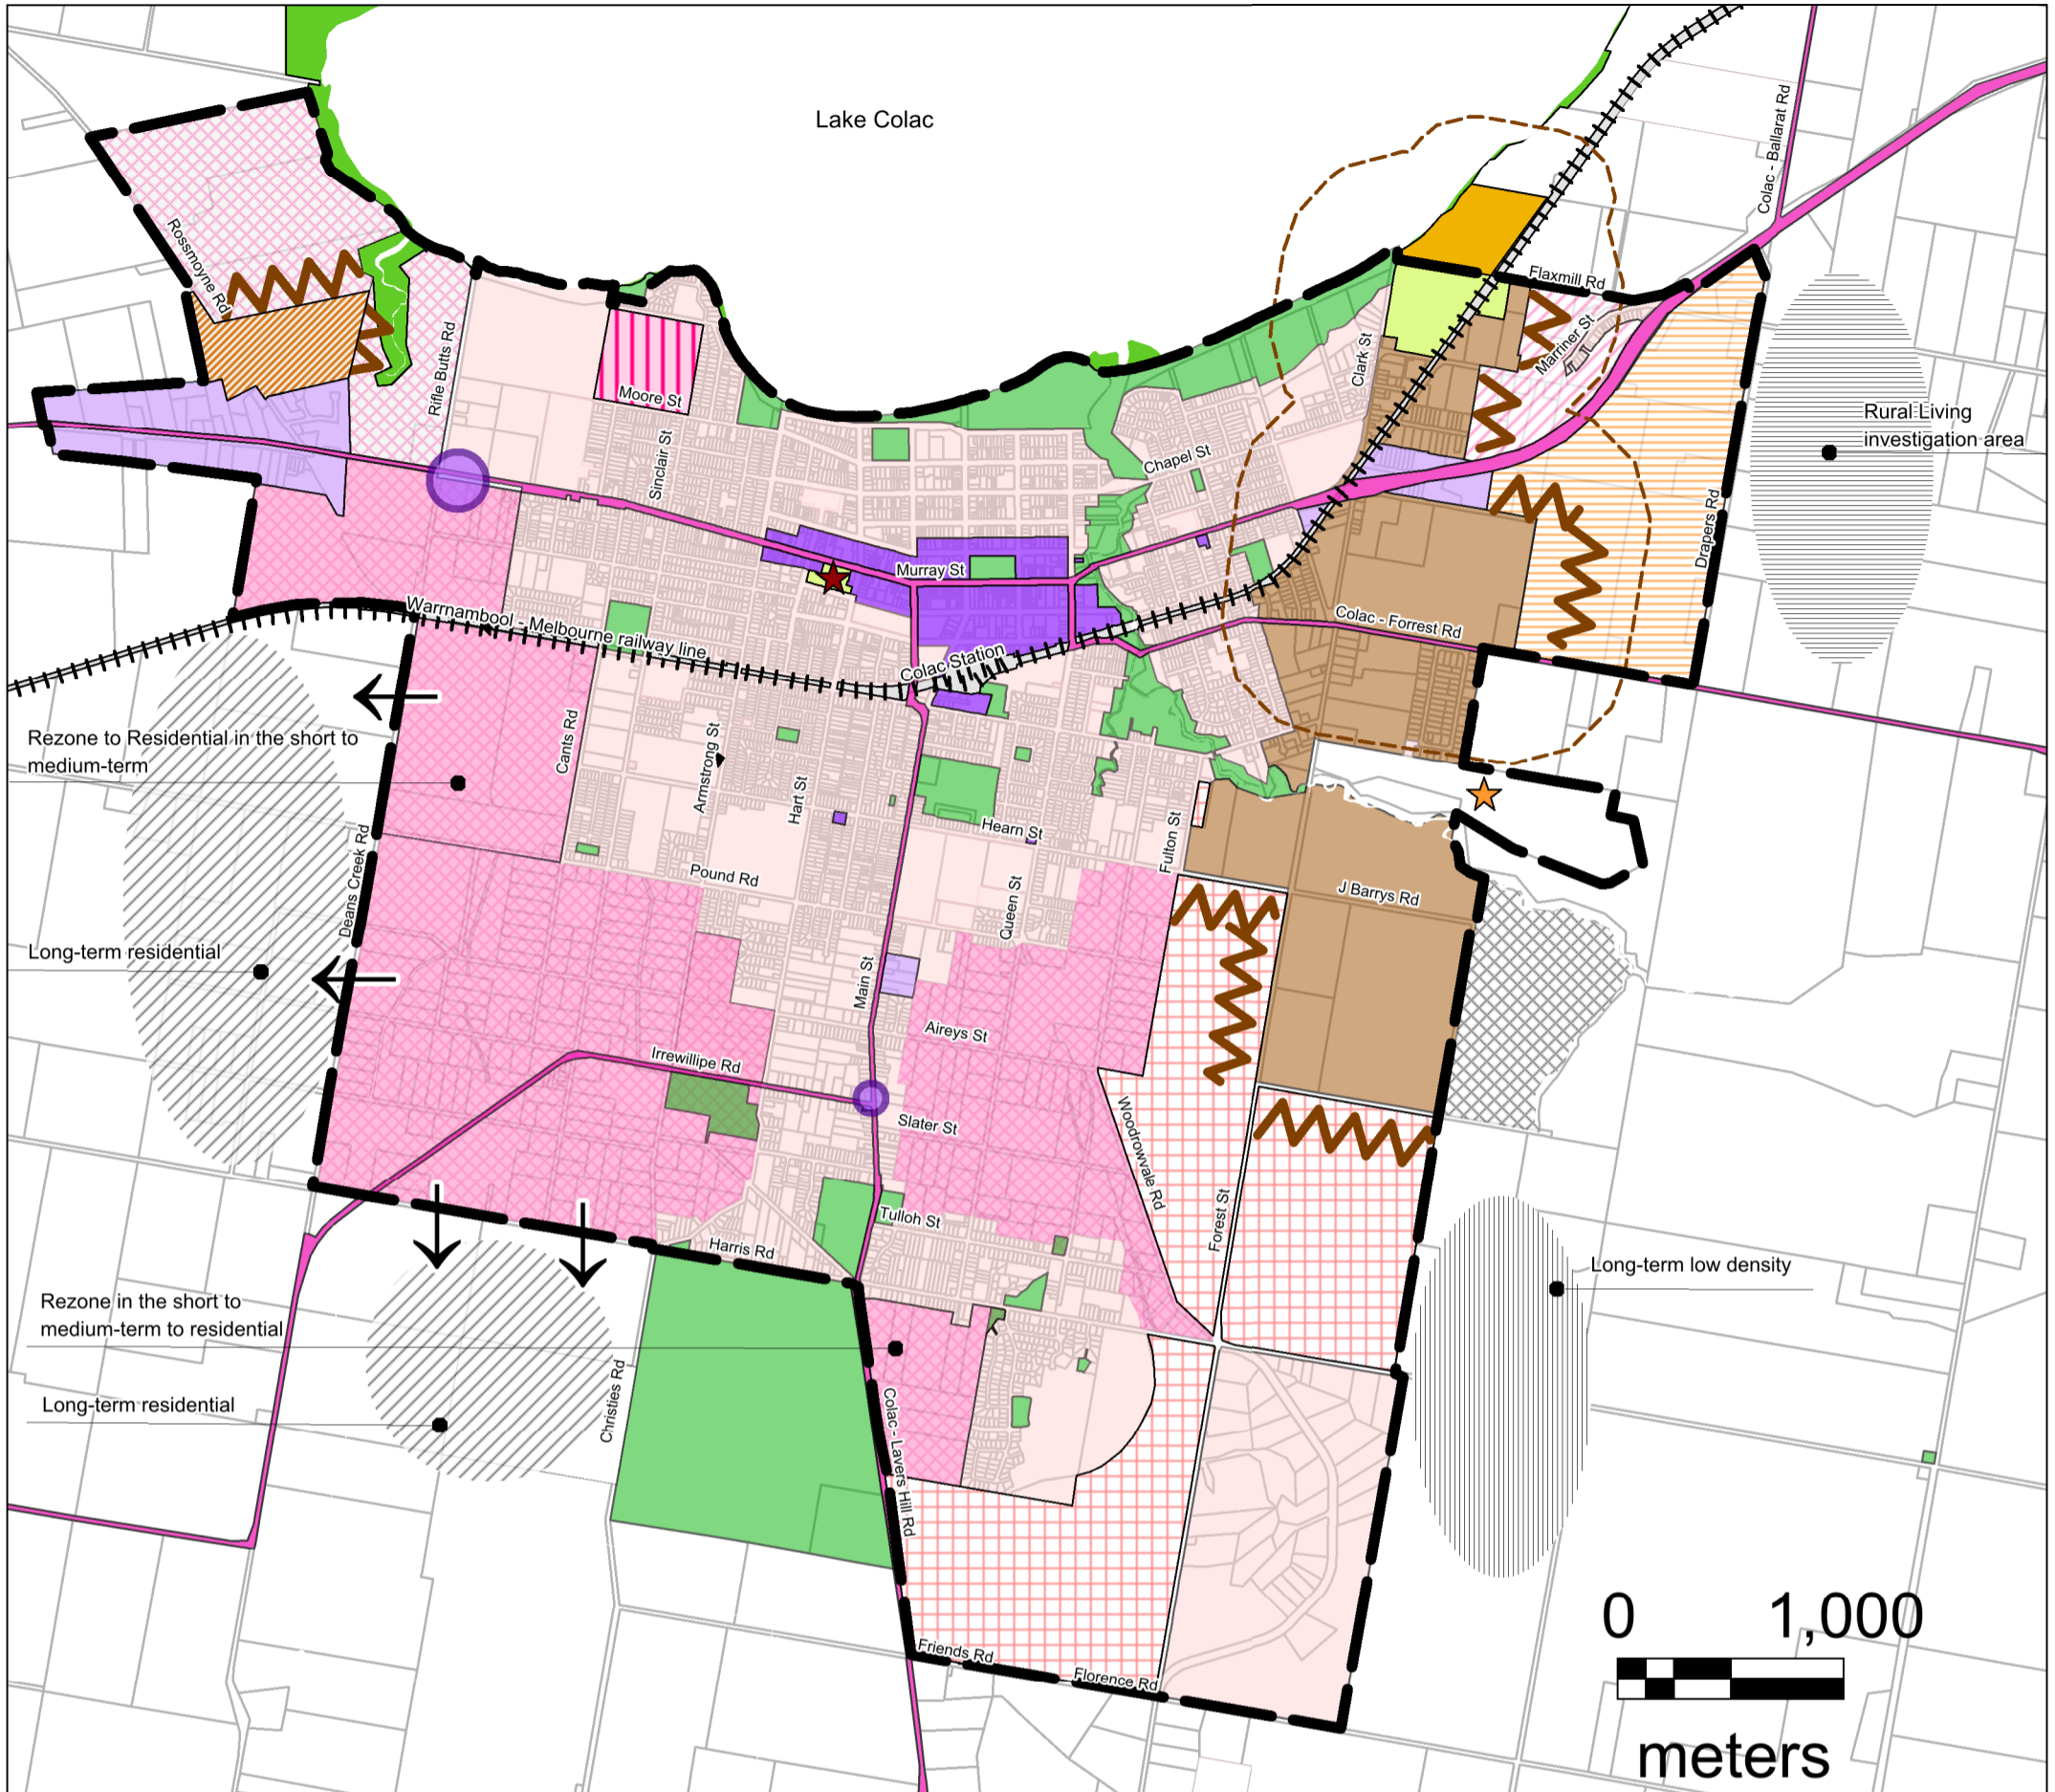 Lake Colac
Colac - Ballarat Rd
Rossmoyne Rd
Flaxmill Rd
Marriner St
Rifle Butts Rd
Clark St
Moore St
Rural Living
investigation area
Sinclair St
Chapel St
Drapers Rd
Murray St
Warrnambool - Melbourne railway line
Colac - Forrest Rd
Colac Station
Rezone to Residential in the short to
medium-term
Cants Rd
Armstrong St
Hart St
Hearn St
Fulton St
Deans Creek Rd
Pound Rd
J Barrys Rd
Queen St
Long-term residential
Main St
Aireys St
Irrewillipe Rd
Slater St
Woodrowvale Rd
Forest St
Tulloh St
Harris Rd
Long-term low density
Rezone in the short to
medium-term to residential
Christies Rd
Long-term residential
Colac - Lavers Hill Rd
Friends Rd
Florence Rd
0 1,000
meters